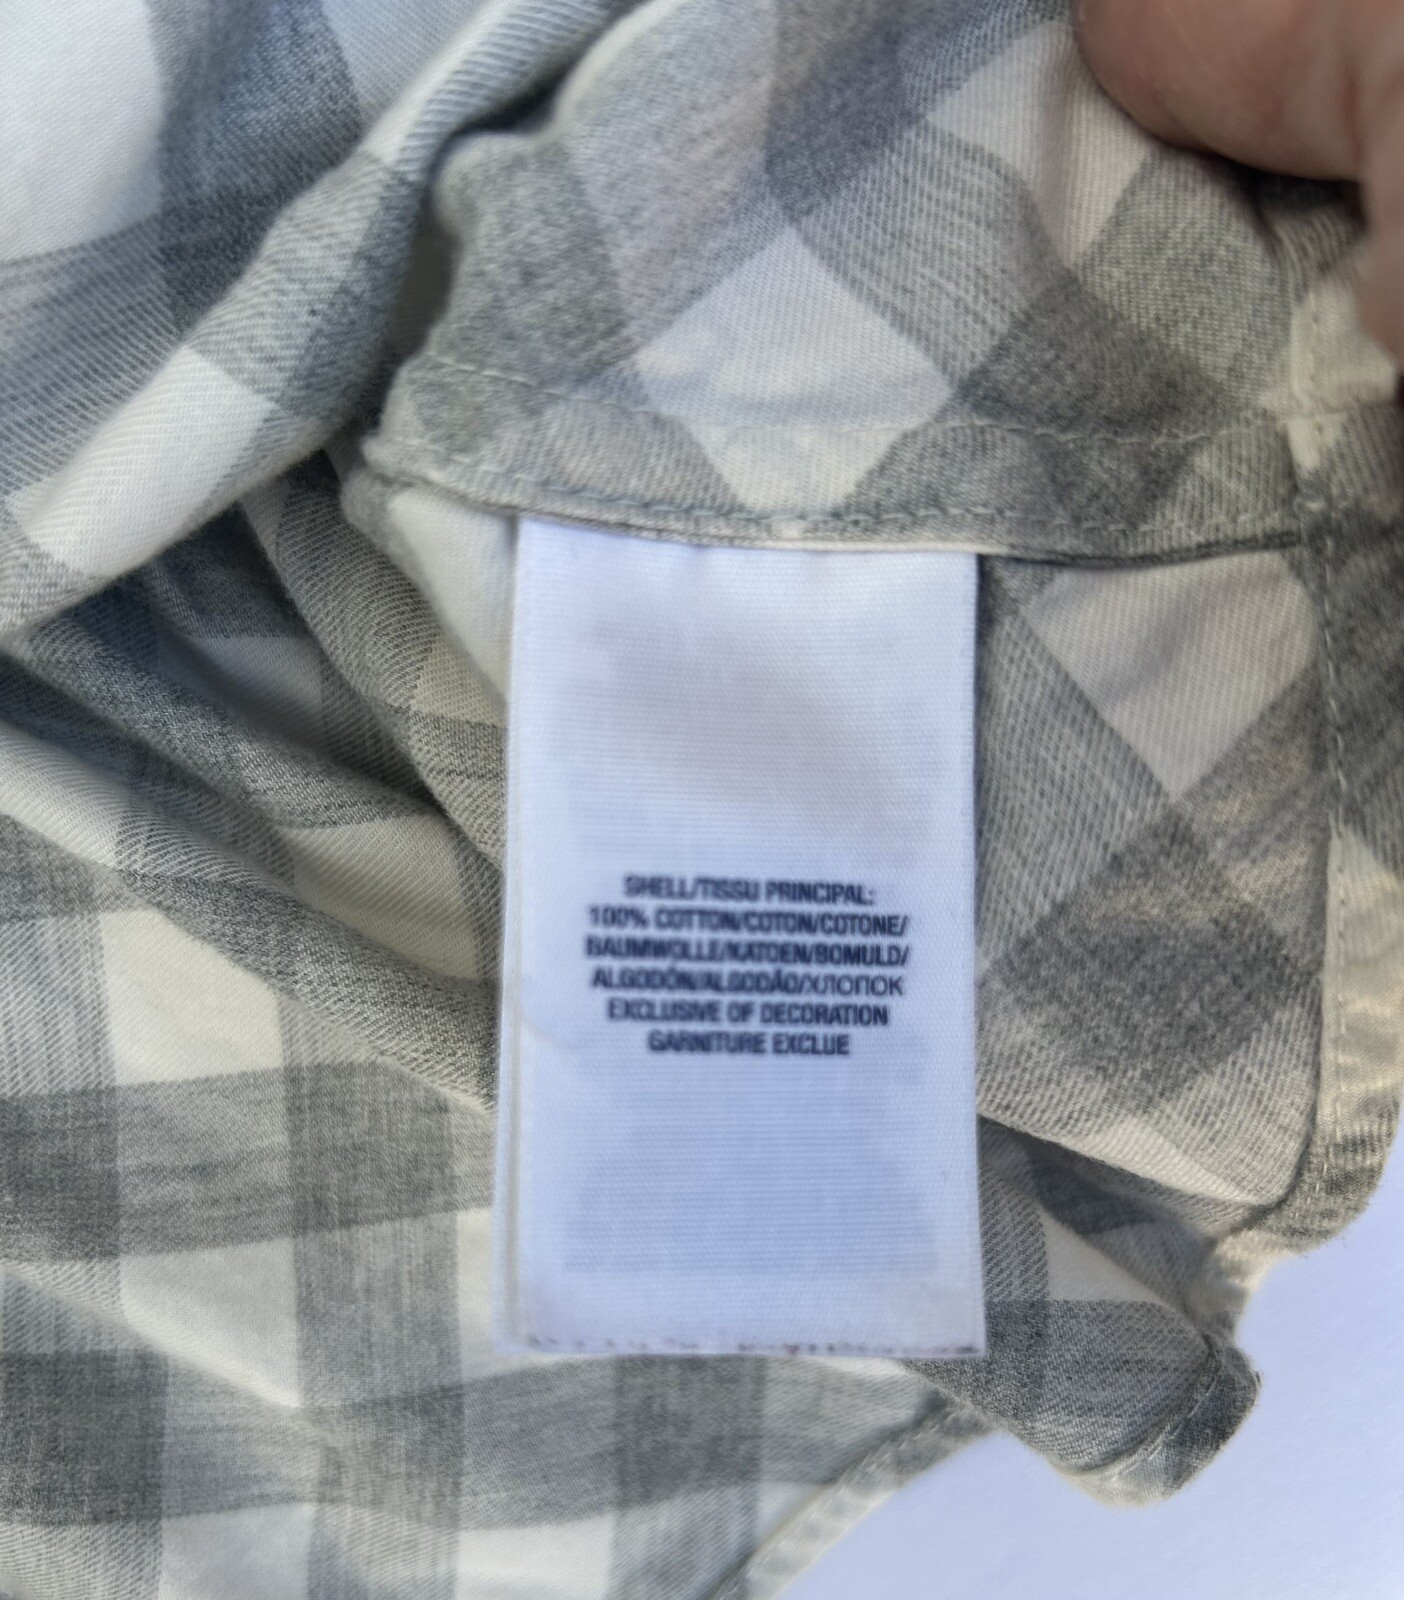 SHELL/TISSU PRINCIPAL:
100% COTTON/COTON/COTONE/
BAUMWOLLE/KATOEN/BOMULD/
ALGODÓN/ALGODÃO/ХЛОПОК
EXCLUSIVE OF DECORATION
GARNITURE EXCLUE